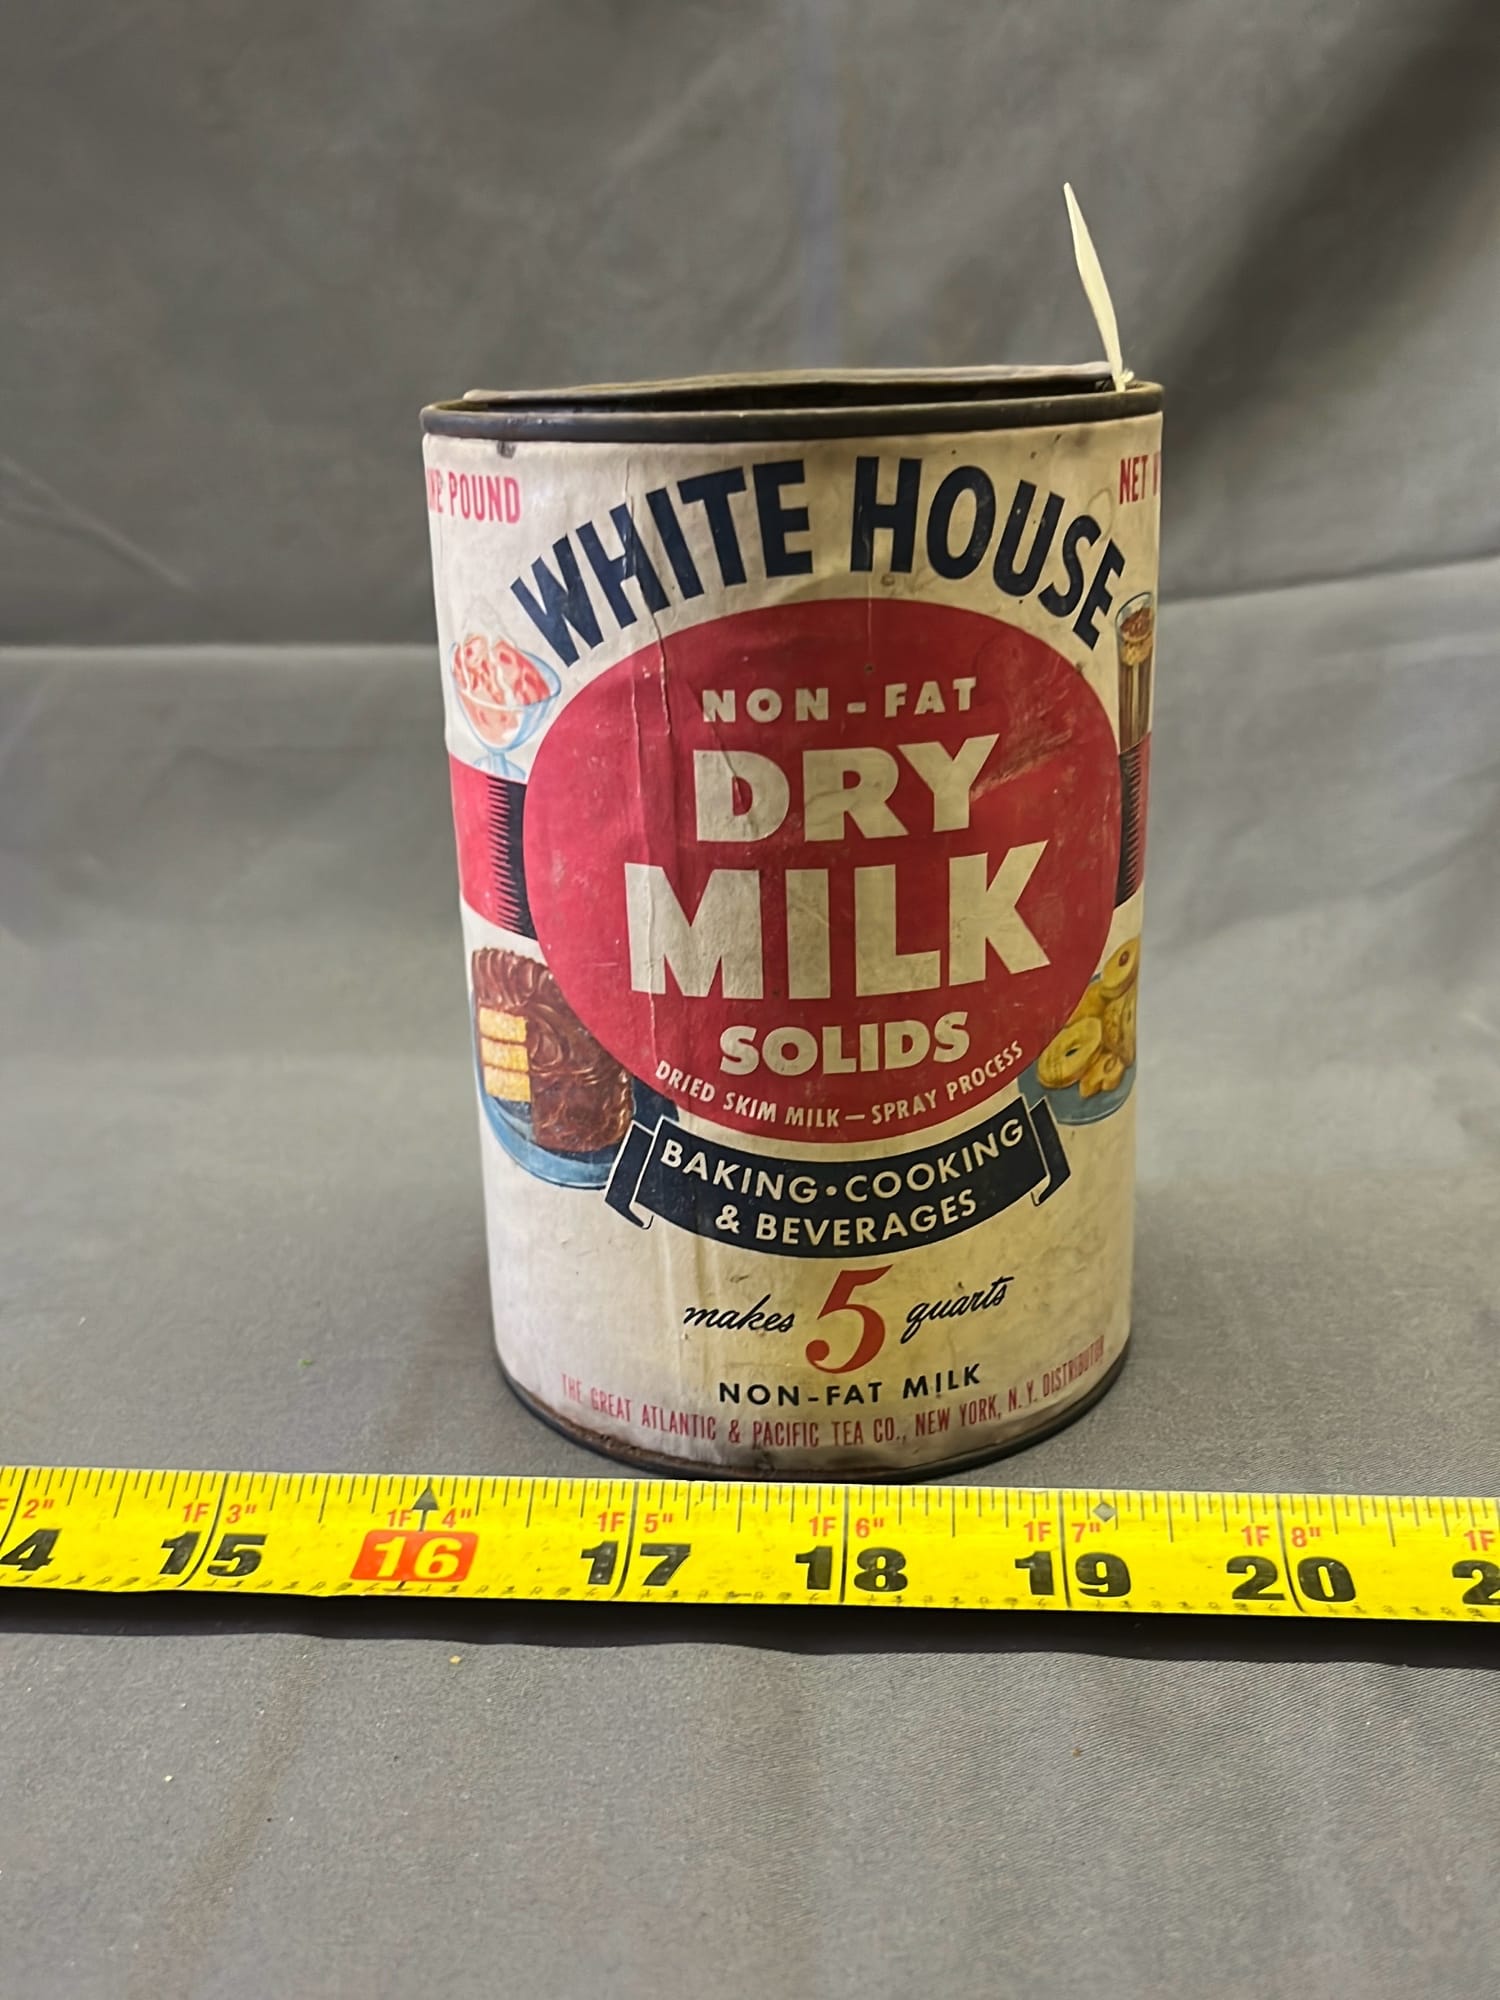 POUND
NET
WHITE HOUSE
NON-FAT
DRY
MILK
SOLIDS
DRIED SKIM MILK — SPRAY PROCESS
BAKING • COOKING
& BEVERAGES
makes 5 quarts
NON-FAT MILK
THE GREAT ATLANTIC & PACIFIC TEA CO., NEW YORK, N. Y. DISTRIBUTOR
2" 1F 3" 1F 4" 1F 5" 1F 6" 1F 7" 1F 8" 1F
4 15 16 17 18 19 20 2